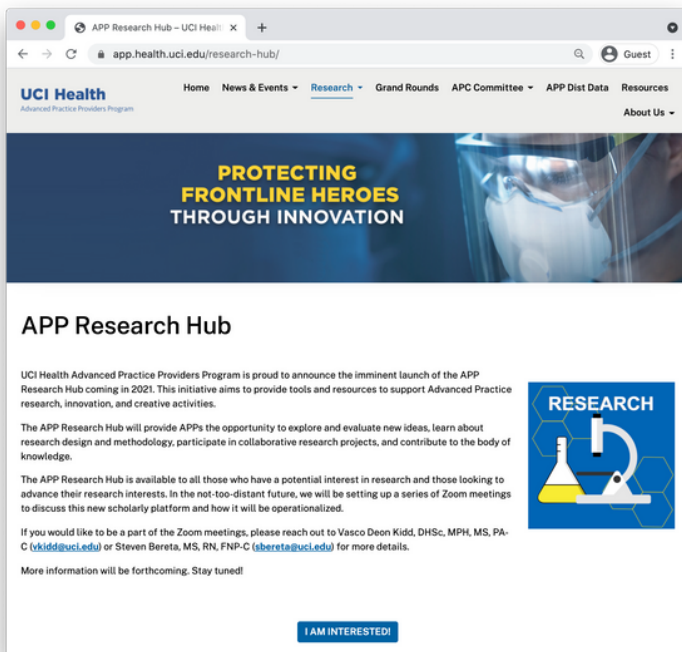 APP Research Hub – UCI Healt
app.health.uci.edu/research-hub/
Guest
UCI Health
Advanced Practice Providers Program
Home News & Events Research Grand Rounds APC Committee APP Dist Data Resources
About Us
PROTECTING
FRONTLINE HEROES
THROUGH INNOVATION
APP Research Hub
UCI Health Advanced Practice Providers Program is proud to announce the imminent launch of the APP
Research Hub coming in 2021. This initiative aims to provide tools and resources to support Advanced Practice
research, innovation, and creative activities.
The APP Research Hub will provide APPs the opportunity to explore and evaluate new ideas, learn about
research design and methodology, participate in collaborative research projects, and contribute to the body of
knowledge.
The APP Research Hub is available to all those who have a potential interest in research and those looking to
advance their research interests. In the not-too-distant future, we will be setting up a series of Zoom meetings
to discuss this new scholarly platform and how it will be operationalized.
If you would like to be a part of the Zoom meetings, please reach out to Vasco Deon Kidd, DHSc, MPH, MS, PA-
C (vkidd@uci.edu) or Steven Bereta, MS, RN, FNP-C (sbereta@uci.edu) for more details.
More information will be forthcoming. Stay tuned!
RESEARCH
I AM INTERESTED!